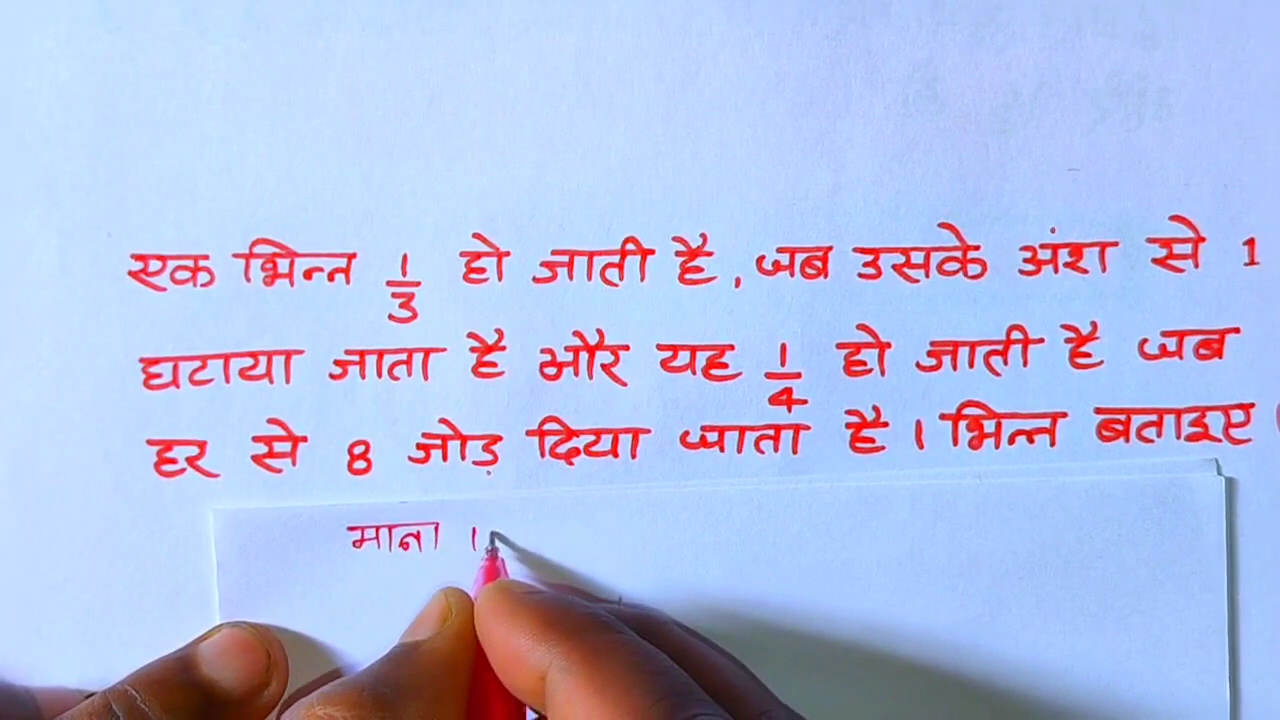 एक भिन्न 1/3 हो जाती है, जब उसके अंश से 1
घटाया जाता है और यह 1/4 हो जाती है जब
हर से 8 जोड़ दिया जाता है। भिन्न बताइए।
माना